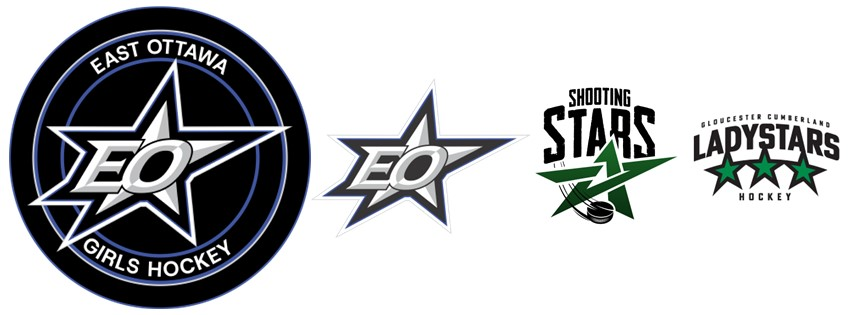 EAST OTTAWA
EO
GIRLS HOCKEY
EO
SHOOTING
STARS
GLOUCESTER CUMBERLAND
LADYSTARS
HOCKEY